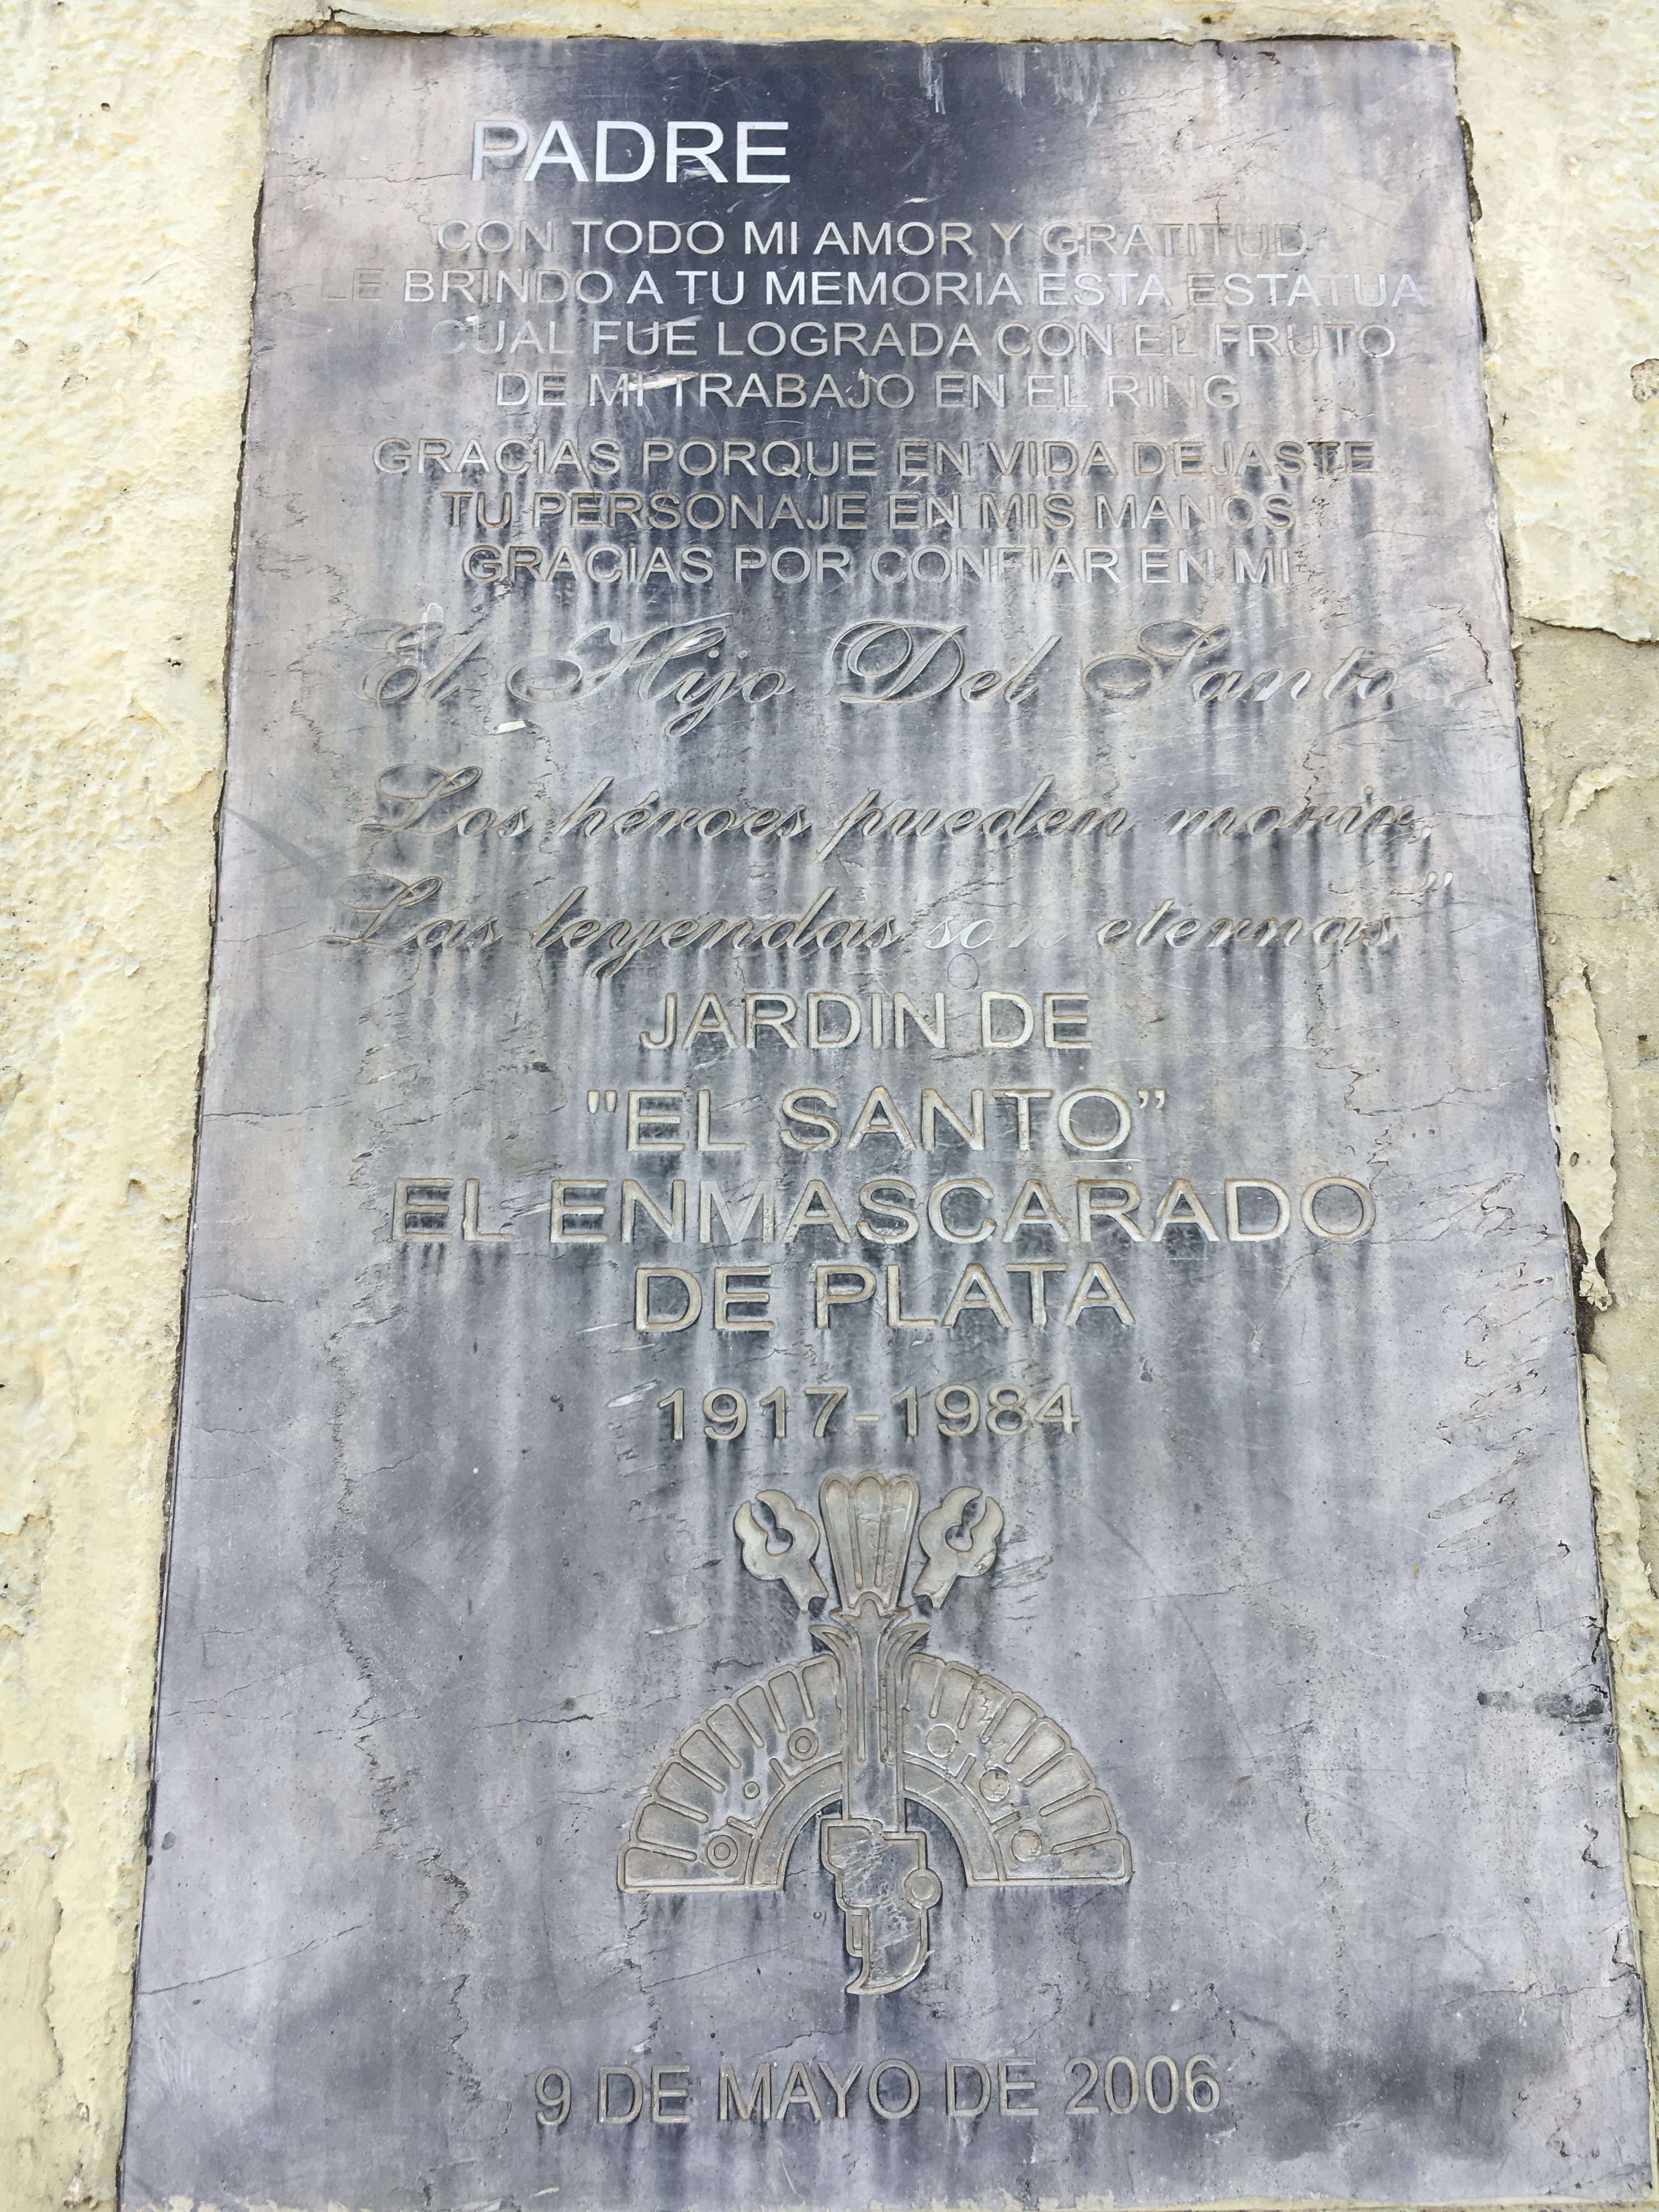 PADRE
CON TODO MI AMOR Y GRATITUD
LE BRINDO A TU MEMORIA ESTA ESTATUA
LA CUAL FUE LOGRADA CON EL FRUTO
DE MI TRABAJO EN EL RING
GRACIAS PORQUE EN VIDA DEJASTE
TU PERSONAJE EN MIS MANOS
GRACIAS POR CONFIAR EN MI
El Hijo Del Santo
Los héroes pueden morir,
Las leyendas son eternas”
JARDIN DE
"EL SANTO”
EL ENMASCARADO
DE PLATA
1917-1984
9 DE MAYO DE 2006